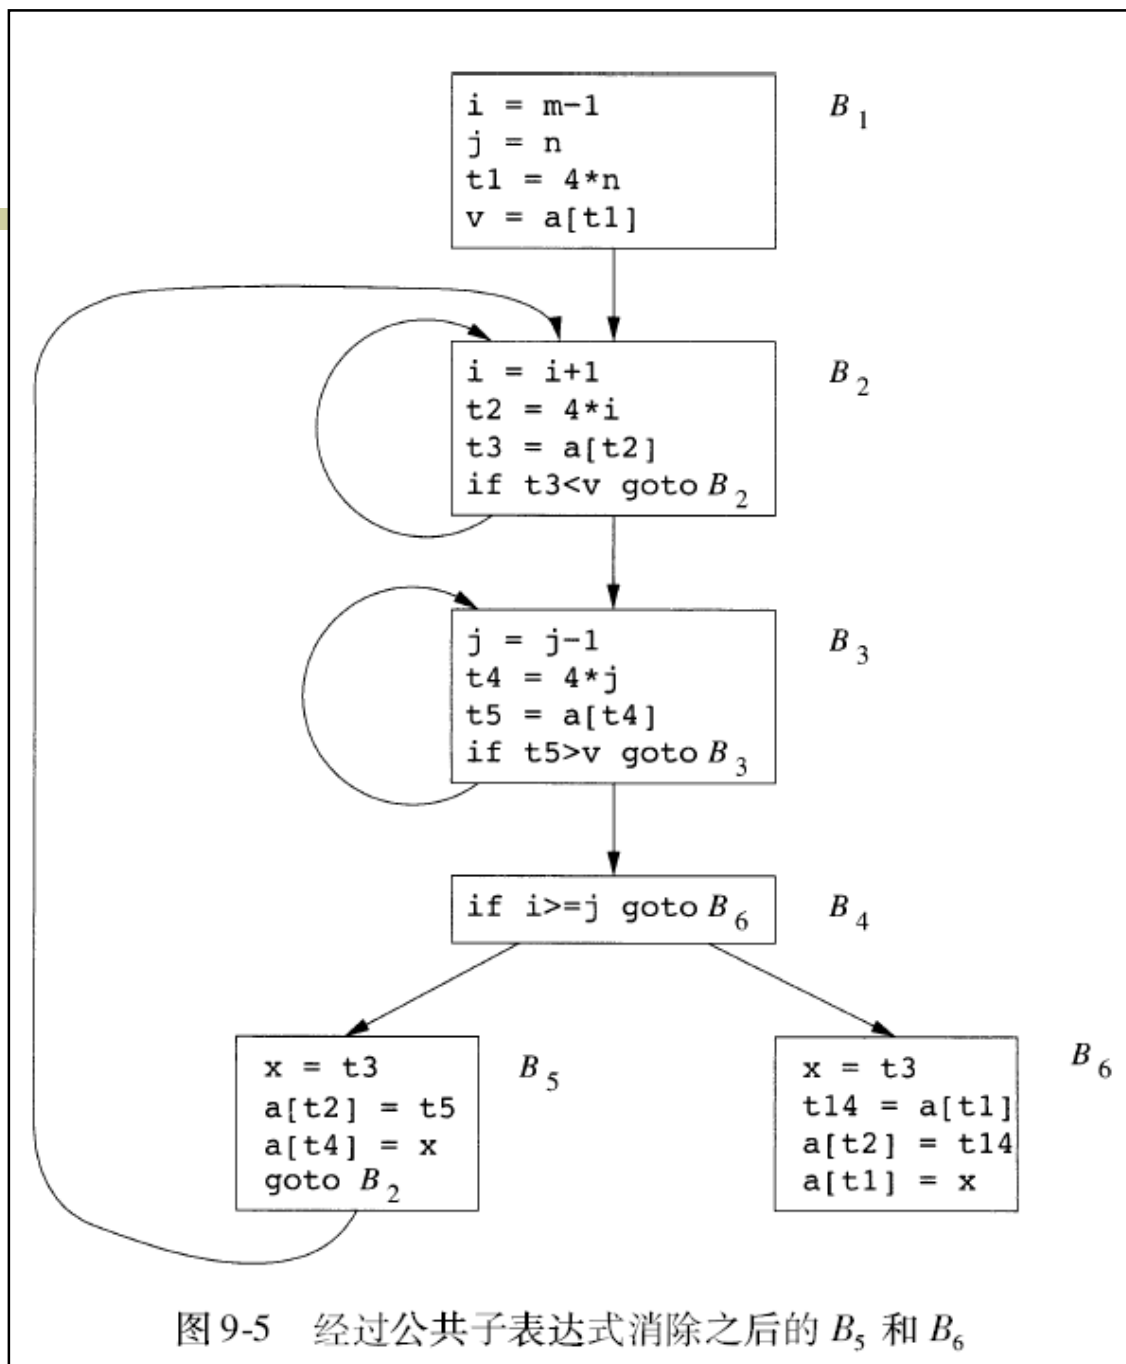 i = m-1
j = n
t1 = 4*n
v = a[t1]
B1
i = i+1
t2 = 4*i
t3 = a[t2]
if t3<v goto B2
B2
j = j-1
t4 = 4*j
t5 = a[t4]
if t5>v goto B3
B3
if i>=j goto B6
B4
x = t3
a[t2] = t5
a[t4] = x
goto B2
B5
x = t3
t14 = a[t1]
a[t2] = t14
a[t1] = x
B6
图 9-5 经过公共子表达式消除之后的 B5 和 B6